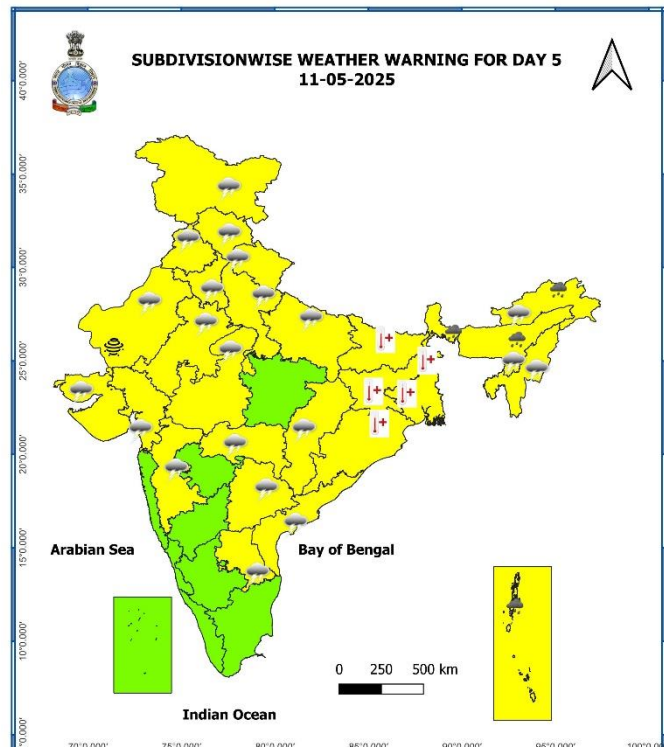 SUBDIVISIONWISE WEATHER WARNING FOR DAY 5
11-05-2025
40°0.000'
35°0.000'
30°0.000'
25°0.000'
20°0.000'
15°0.000'
10°0.000'
°0.000'
Arabian Sea
Bay of Bengal
0 250 500 km
Indian Ocean
70°0.000' 75°0.000' 80°0.000' 85°0.000' 90°0.000' 95°0.000' 100°0.0